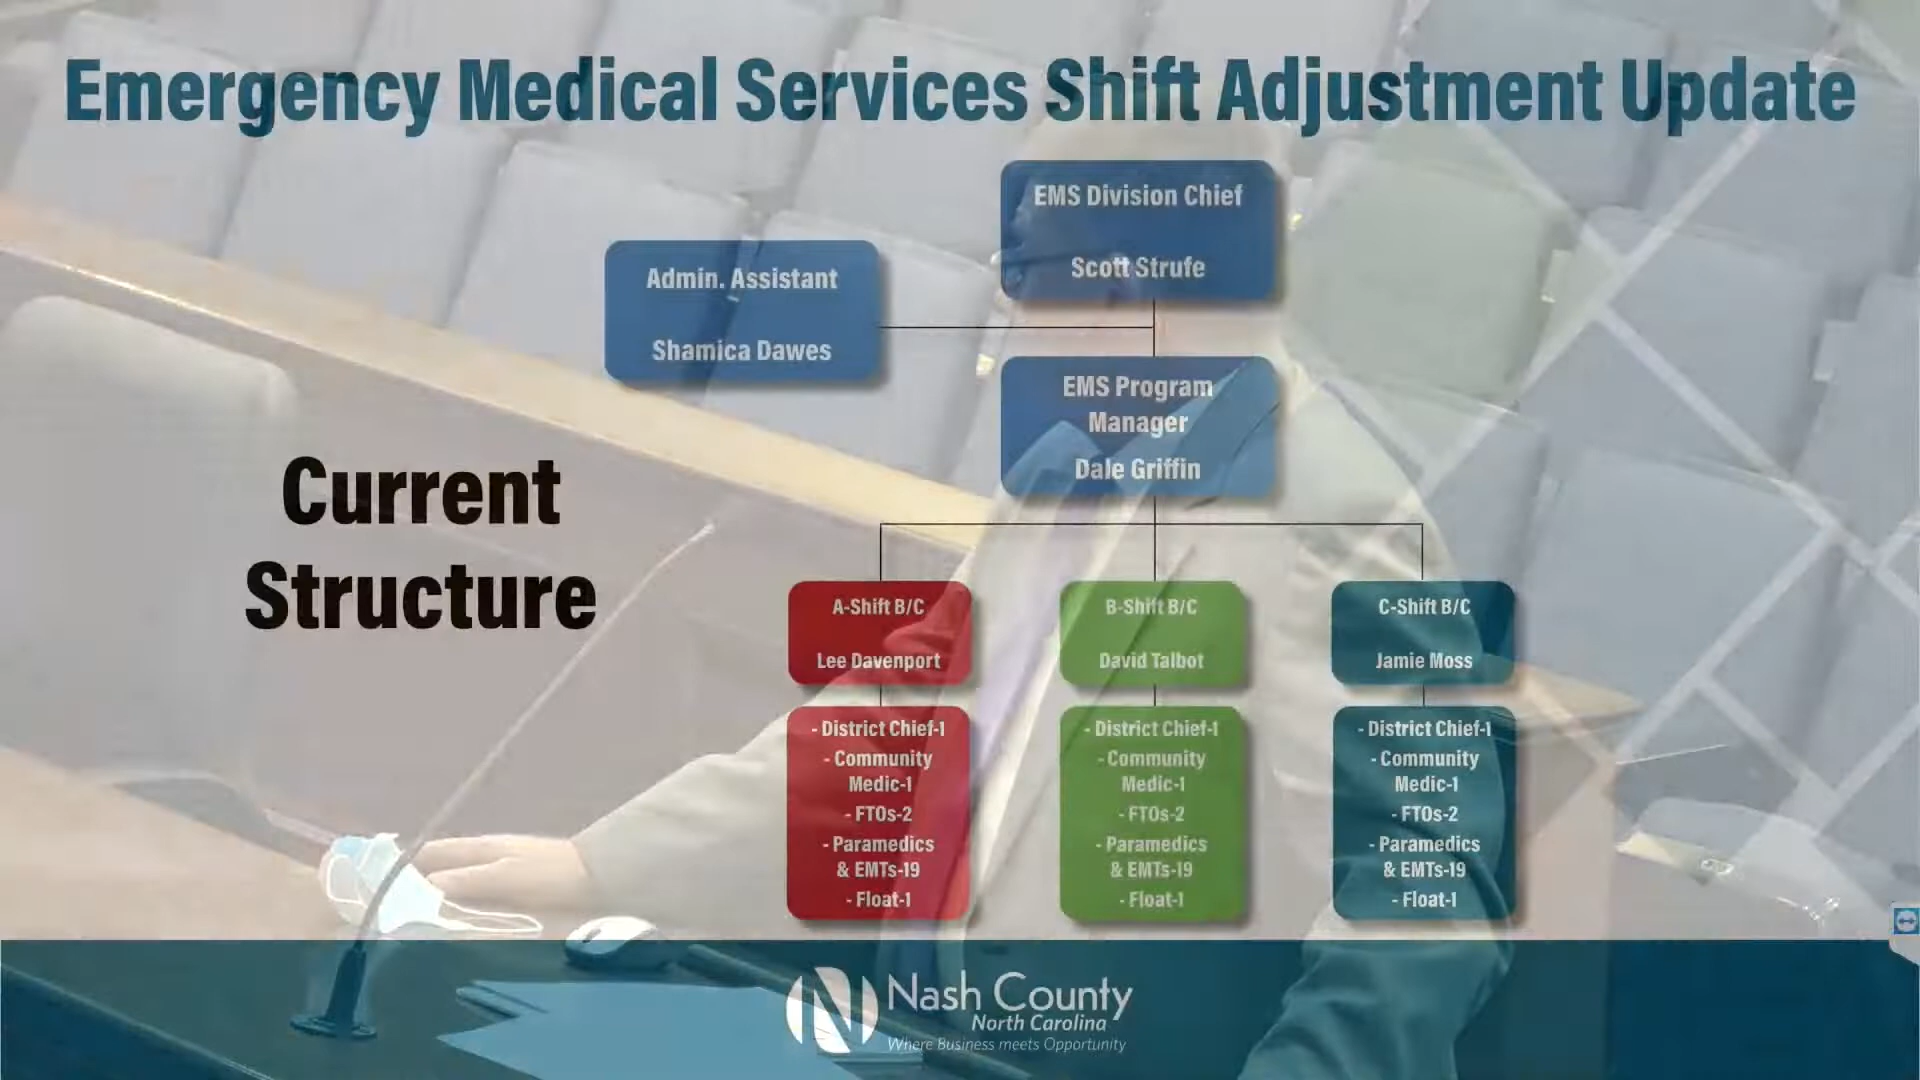 Emergency Medical Services Shift Adjustment Update
EMS Division Chief
Scott Strufe
Admin. Assistant
Shamica Dawes
EMS Program
Manager
Dale Griffin
Current
Structure
A-Shift B/C
Lee Davenport
B-Shift B/C
David Talbot
C-Shift B/C
Jamie Moss
- District Chief-1
- Community
Medic-1
- FTOs-2
- Paramedics
& EMTs-19
- Float-1
- District Chief-1
- Community
Medic-1
- FTOs-2
- Paramedics
& EMTs-19
- Float-1
- District Chief-1
- Community
Medic-1
- FTOs-2
- Paramedics
& EMTs-19
- Float-1
Nash County
North Carolina
Where Business meets Opportunity